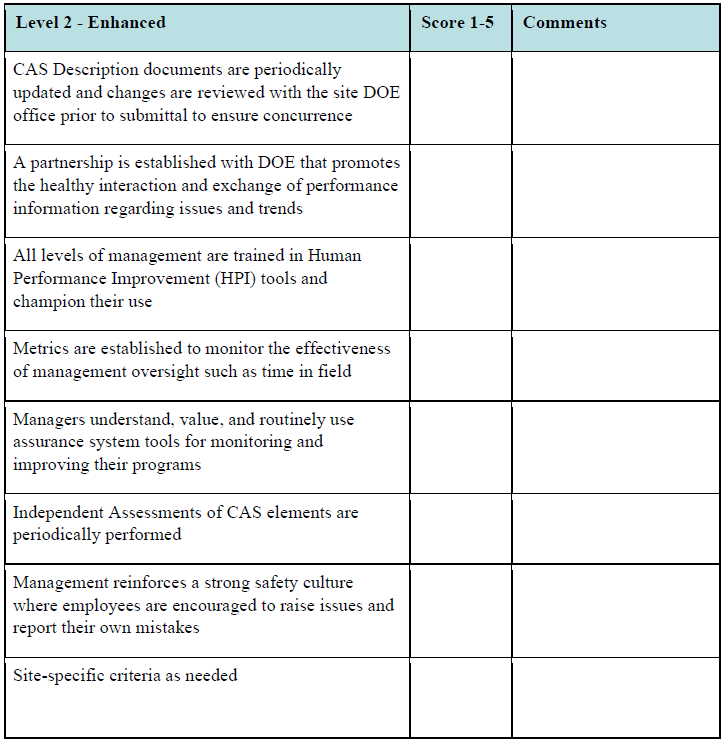 Level 2 - Enhanced Score 1-5 Comments
CAS Description documents are periodically
updated and changes are reviewed with the site DOE
office prior to submittal to ensure concurrence
A partnership is established with DOE that promotes
the healthy interaction and exchange of performance
information regarding issues and trends
All levels of management are trained in Human
Performance Improvement (HPI) tools and
champion their use
Metrics are established to monitor the effectiveness
of management oversight such as time in field
Managers understand, value, and routinely use
assurance system tools for monitoring and
improving their programs
Independent Assessments of CAS elements are
periodically performed
Management reinforces a strong safety culture
where employees are encouraged to raise issues and
report their own mistakes
Site-specific criteria as needed